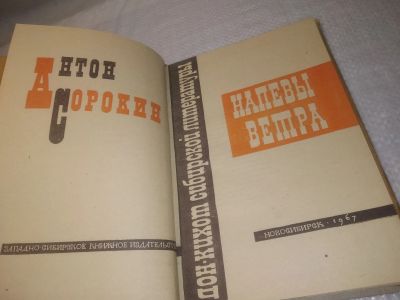 АНТОН
СОРОКИН
ЗАПАДНО-СИБИРСКОЕ КНИЖНОЕ ИЗДАТЕЛЬСТВО
ДОН-КИХОТ СИБИРСКОЙ ЛИТЕРАТУРЫ
НАПЕВЫ
ВЕТРА
НОВОСИБИРСК · 1967